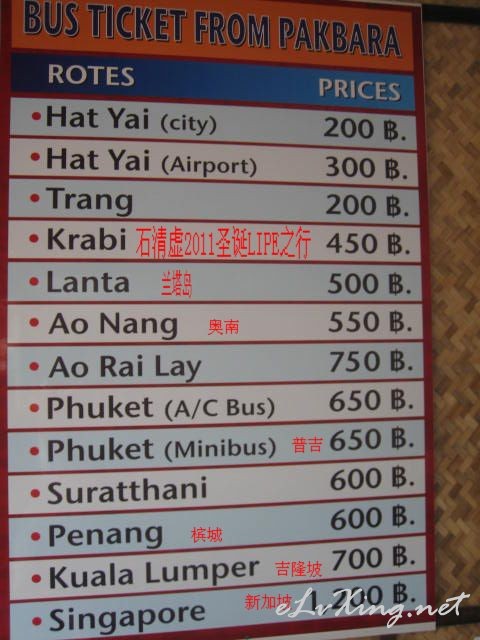 BUS TICKET FROM PAKBARA
ROTES PRICES
• Hat Yai (city) 200 ฿.
• Hat Yai (Airport) 300 ฿.
• Trang 200 ฿.
• Krabi 石清虚2011圣诞LIPE之行 450 ฿.
• Lanta 兰塔岛 500 ฿.
• Ao Nang 奥南 550 ฿.
• Ao Rai Lay 750 ฿.
• Phuket (A/C Bus) 650 ฿.
• Phuket (Minibus) 普吉 650 ฿.
• Suratthani 600 ฿.
• Penang 槟城 600 ฿.
• Kuala Lumper 吉隆坡 700 ฿.
• Singapore 新加坡 1,200 ฿.
eLvXing.net